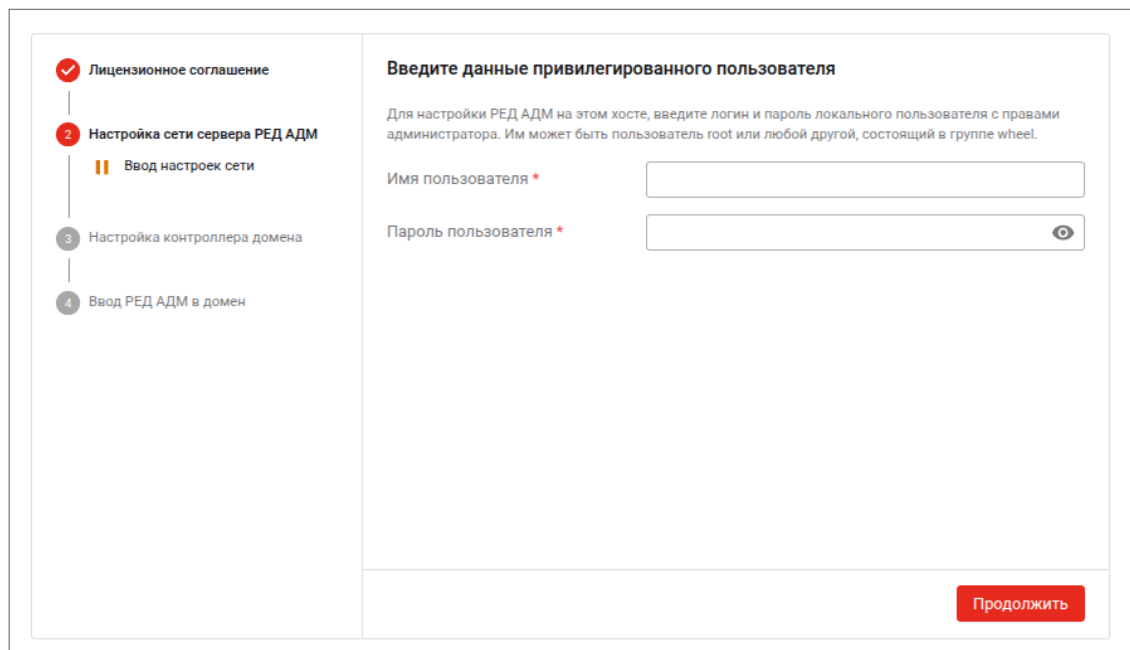 Лицензионное соглашение
2 Настройка сети сервера РЕД АДМ
Ввод настроек сети
3 Настройка контроллера домена
4 Ввод РЕД АДМ в домен
Введите данные привилегированного пользователя
Для настройки РЕД АДМ на этом хосте, введите логин и пароль локального пользователя с правами
администратора. Им может быть пользователь root или любой другой, состоящий в группе wheel.
Имя пользователя *
Пароль пользователя *
Продолжить